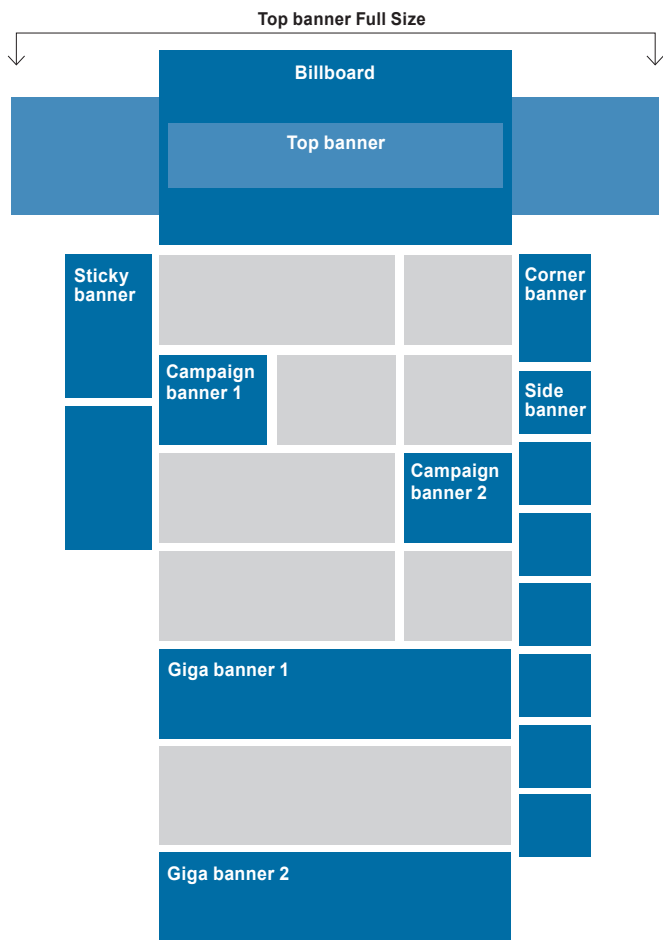 Top banner Full Size
Billboard
Top banner
Sticky
banner
Corner
banner
Campaign
banner 1
Side
banner
Campaign
banner 2
Giga banner 1
Giga banner 2